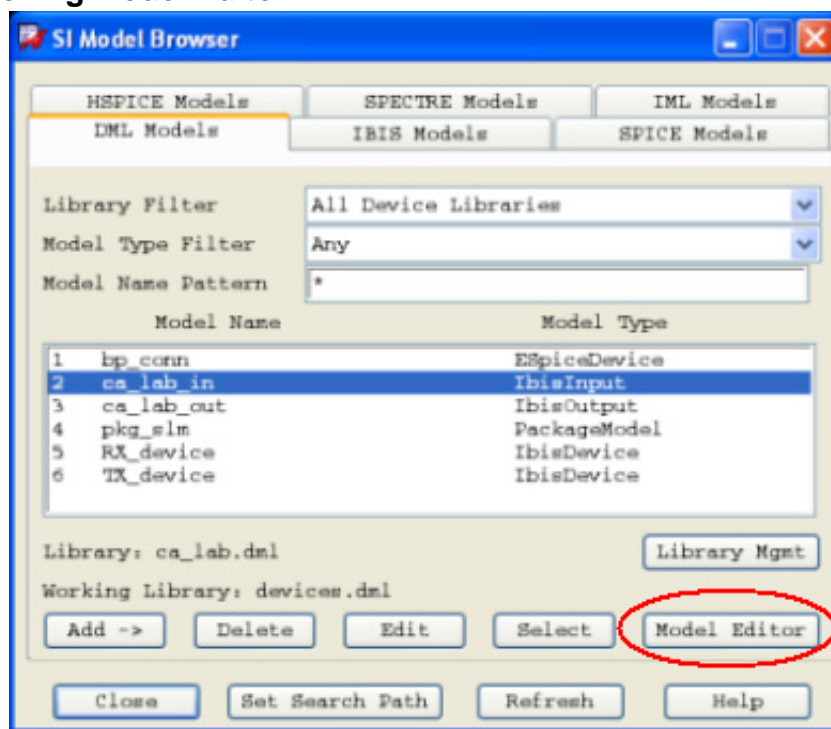 SI Model Browser
HSPICE Models SPECTRE Models IML Models
DML Models IBIS Models SPICE Models
Library Filter All Device Libraries
Model Type Filter Any
Model Name Pattern *
Model Name Model Type
1 bp_conn ESpiceDevice
2 ca_lab_in IbisInput
3 ca_lab_out IbisOutput
4 pkg_slm PackageModel
5 RX_device IbisDevice
6 TX_device IbisDevice
Library: ca_lab.dml Library Mgmt
Working Library: devices.dml
Add -> Delete Edit Select Model Editor
Close Set Search Path Refresh Help